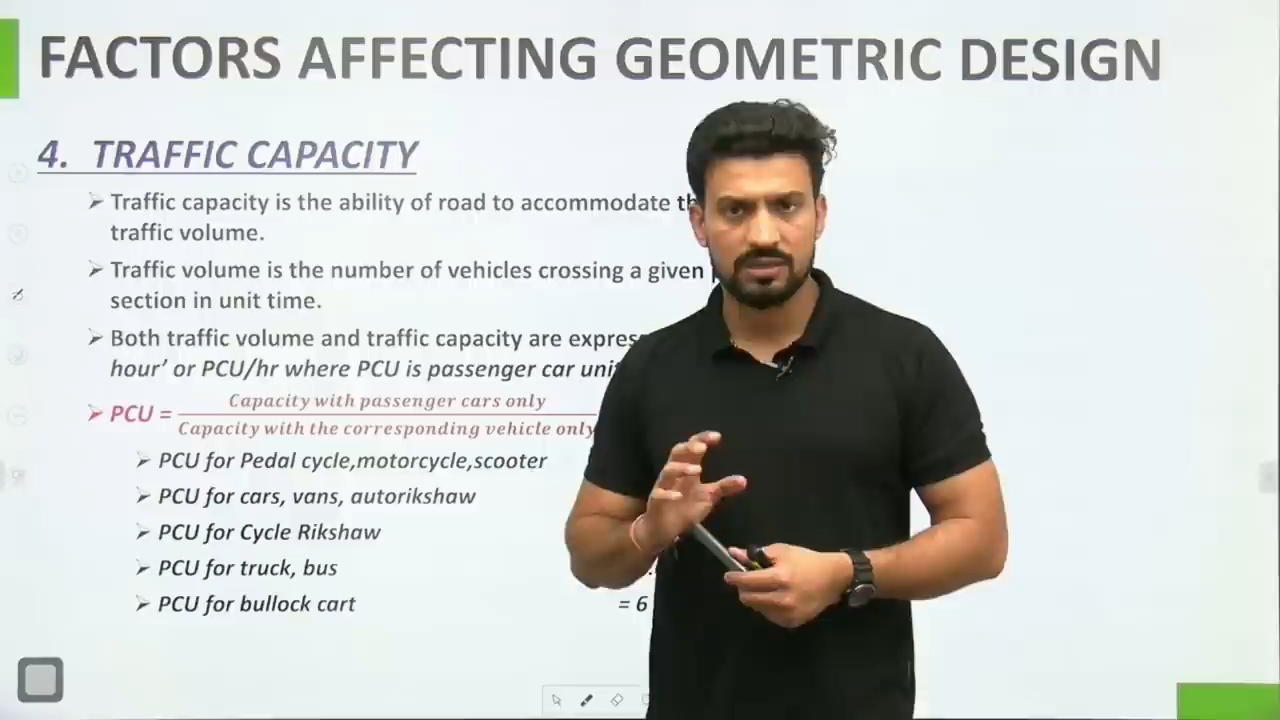 FACTORS AFFECTING GEOMETRIC DESIGN
4. TRAFFIC CAPACITY
➢ Traffic capacity is the ability of road to accommodate
traffic volume.
➢ Traffic volume is the number of vehicles crossing a given
section in unit time.
➢ Both traffic volume and traffic capacity are
hour’ or PCU/hr where PCU is passenger car
➢ PCU = Capacity with passenger cars only
Capacity with the corresponding vehicle only
➢ PCU for Pedal cycle,motorcycle,scooter
➢ PCU for cars, vans, autorikshaw
➢ PCU for Cycle Rikshaw
➢ PCU for truck, bus
➢ PCU for bullock cart = 6